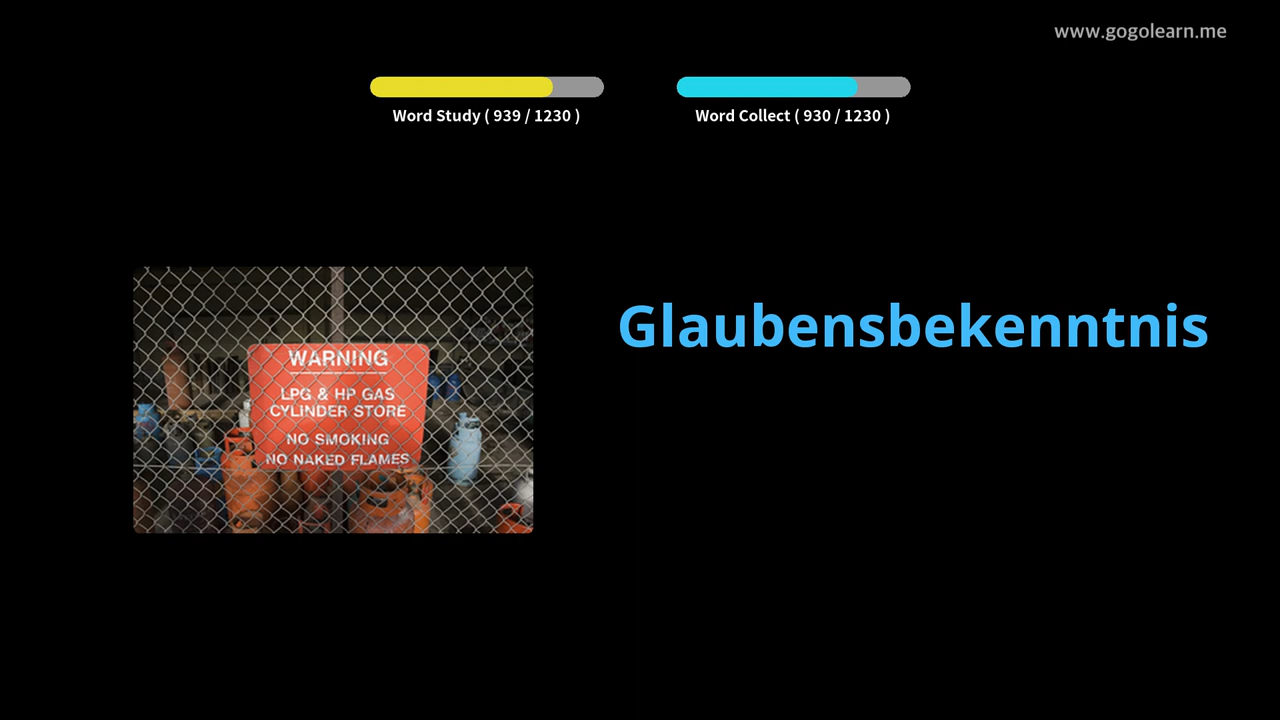 www.gogolearn.me
Word Study ( 939 / 1230 )
Word Collect ( 930 / 1230 )
WARNING
LPG & HP GAS
CYLINDER STORE
NO SMOKING
NO NAKED FLAMES
Glaubensbekenntnis